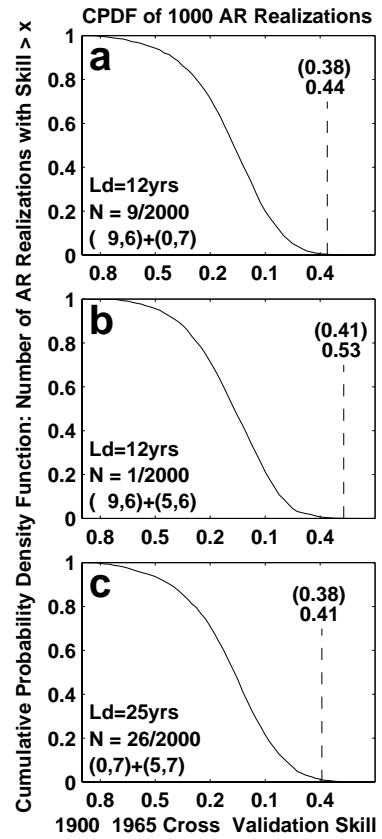 CPDF of 1000 AR Realizations
Cumulative Probability Density Function: Number of AR Realizations with Skill > x
a
1
0.8
0.6
0.4
0.2
0
(0.38)
0.44
Ld=12yrs
N = 9/2000
( 9,6)+(0,7)
0.8 0.5 0.2 0.1 0.4
b
1
0.8
0.6
0.4
0.2
0
(0.41)
0.53
Ld=12yrs
N = 1/2000
( 9,6)+(5,6)
0.8 0.5 0.2 0.1 0.4
c
1
0.8
0.6
0.4
0.2
0
(0.38)
0.41
Ld=25yrs
N = 26/2000
(0,7)+(5,7)
0.8 0.5 0.2 0.1 0.4
1900 1965 Cross Validation Skill